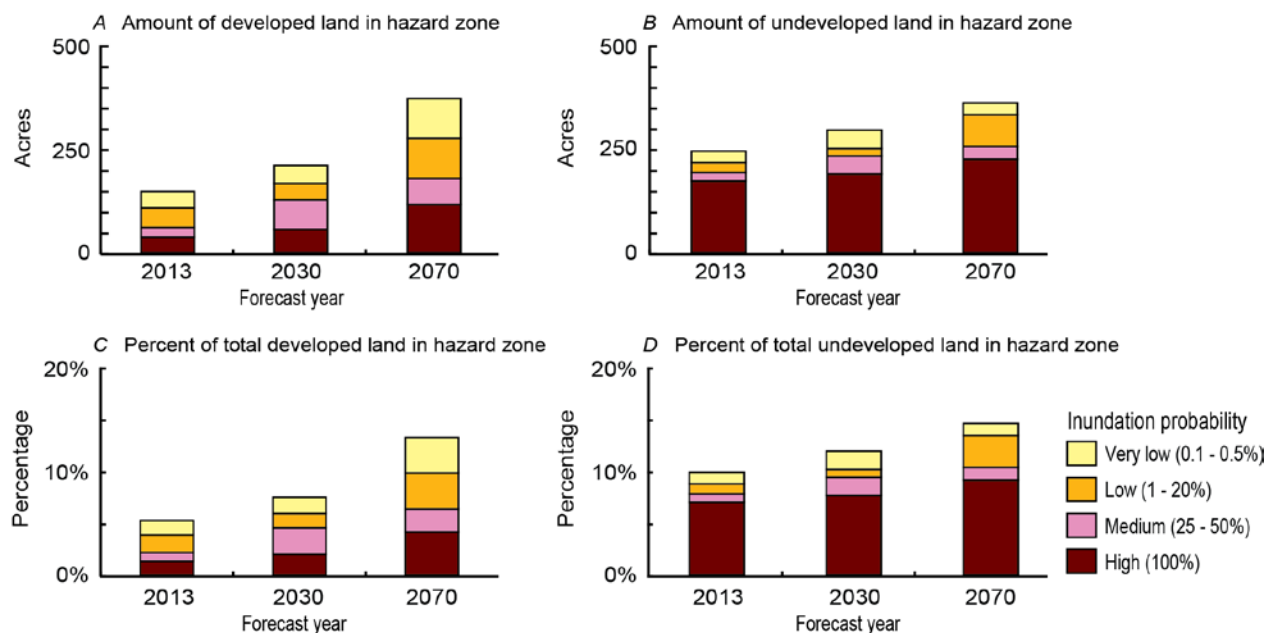 A Amount of developed land in hazard zone
500
250
0
Acres
2013 2030 2070
Forecast year
B Amount of undeveloped land in hazard zone
500
250
0
Acres
2013 2030 2070
Forecast year
C Percent of total developed land in hazard zone
20%
10%
0%
Percentage
2013 2030 2070
Forecast year
D Percent of total undeveloped land in hazard zone
20%
10%
0%
Percentage
2013 2030 2070
Forecast year
Inundation probability
Very low (0.1 - 0.5%)
Low (1 - 20%)
Medium (25 - 50%)
High (100%)